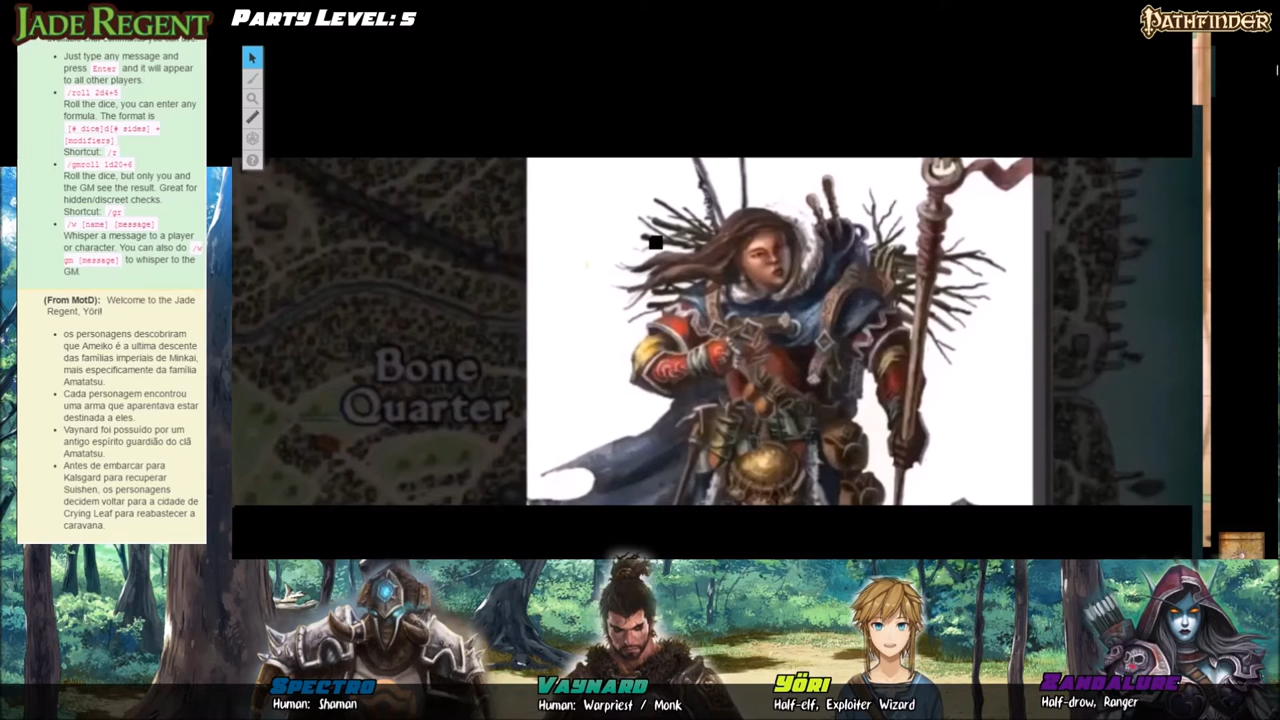 JADE REGENT
PARTY LEVEL: 5
PATHFINDER
Just type any message and
press Enter and it will appear
to all other players.
/roll 2d4+5
Roll the dice, you can enter any
formula. The format is
[# dice]d[# sides] +
[modifiers]
Shortcut: /r
/gmroll 1d20+6
Roll the dice, but only you and
the GM see the result. Great for
hidden/discreet checks.
Shortcut: /gr
/w [name] [message]
Whisper a message to a player
or character. You can also do /w
gm [message] to whisper to the
GM.
(From MotD): Welcome to the Jade
Regent, Yöri!
os personagens descobriram
que Ameiko é a ultima descente
das famílias imperiais de Minkai,
mais especificamente da família
Amatatsu.
Cada personagem encontrou
uma arma que aparentava estar
destinada a eles.
Vaynard foi possuído por um
antigo espírito guardião do clã
Amatatsu.
Antes de embarcar para
Kalsgard para recuperar
Suishen, os personagens
decidem voltar para a cidade de
Crying Leaf para reabastecer a
caravana.
Bone
Quarter
SPECTRO
Human: Shaman
VAYNARD
Human: Warpriest / Monk
YÖRI
Half-elf, Exploiter Wizard
ZANDALURE
Half-drow, Ranger